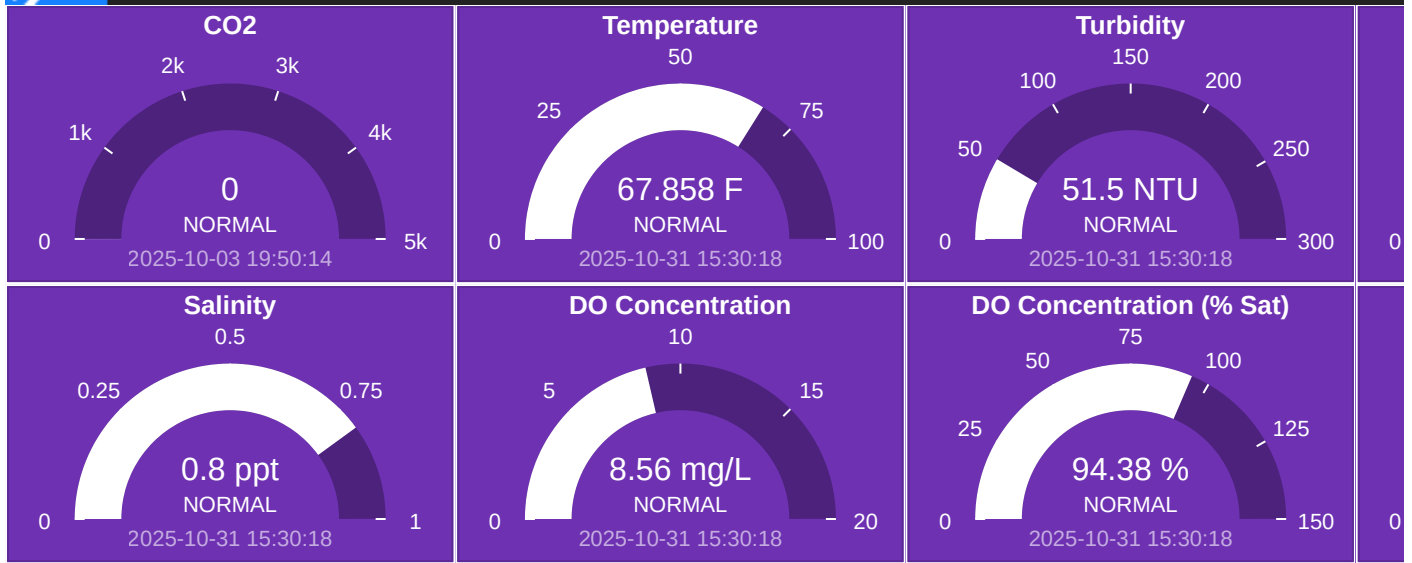 CO2
2k
3k
1k
4k
0
NORMAL
0
5k
2025-10-03 19:50:14
Temperature
50
25
75
67.858 F
NORMAL
0
100
2025-10-31 15:30:18
Turbidity
150
100
200
50
250
51.5 NTU
NORMAL
0
300
2025-10-31 15:30:18
0
Salinity
0.5
0.25
0.75
0.8 ppt
NORMAL
0
1
2025-10-31 15:30:18
DO Concentration
10
5
15
8.56 mg/L
NORMAL
0
20
2025-10-31 15:30:18
DO Concentration (% Sat)
75
50
100
25
125
94.38 %
NORMAL
0
150
2025-10-31 15:30:18
0